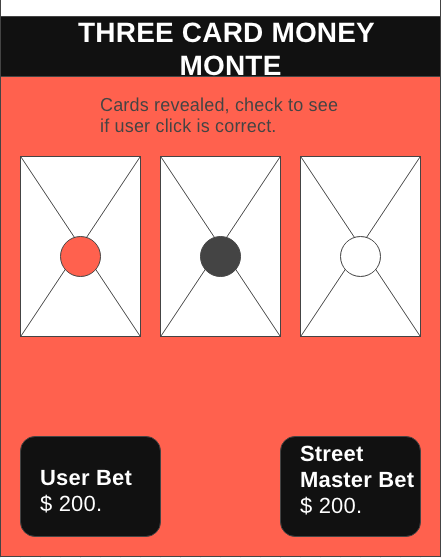 THREE CARD MONEY
MONTE
Cards revealed, check to see
if user click is correct.
User Bet
$ 200.
Street
Master Bet
$ 200.